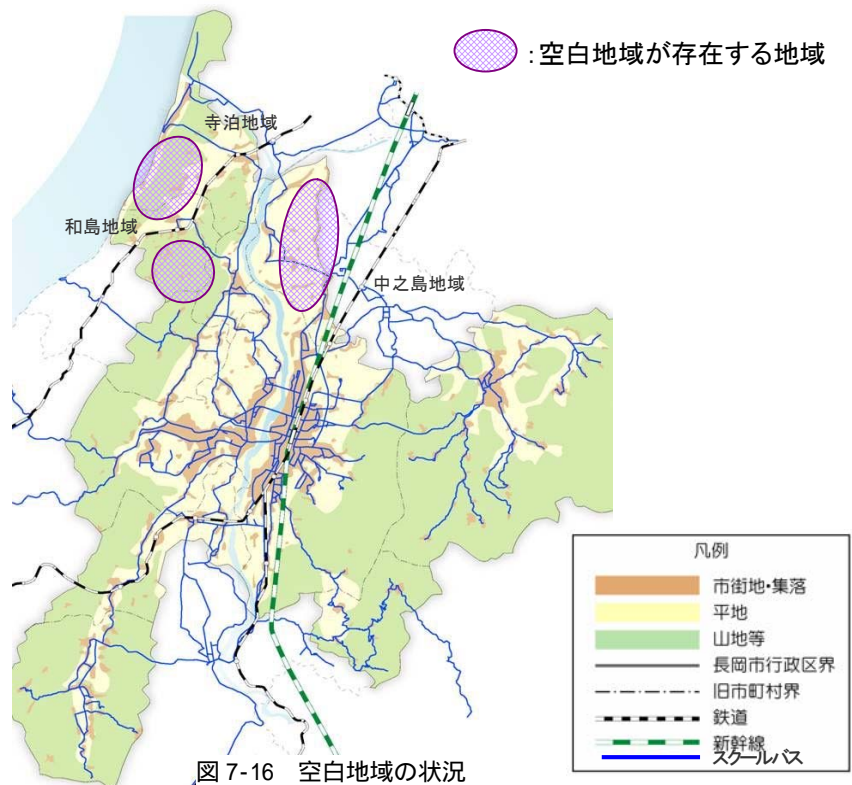 ：空白地域が存在する地域
寺泊地域
和島地域
中之島地域
凡例
市街地・集落
平地
山地等
長岡市行政区界
旧市町村界
鉄道
新幹線
スクールバス
図 7-16 空白地域の状況